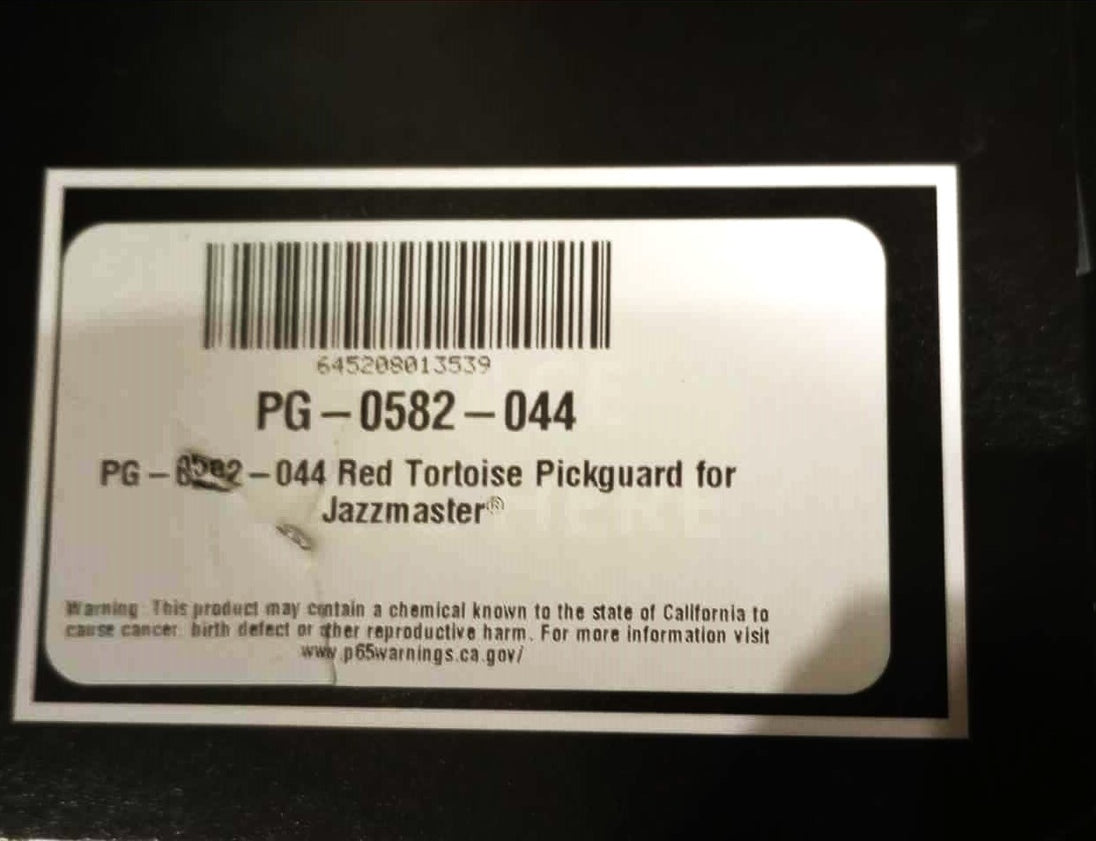 645208013539
PG-0582-044
PG-0582-044 Red Tortoise Pickguard for
Jazzmaster®
Warning This product may contain a chemical known to the state of California to
cause cancer birth defect or other reproductive harm. For more information visit
www.p65warnings.ca.gov/